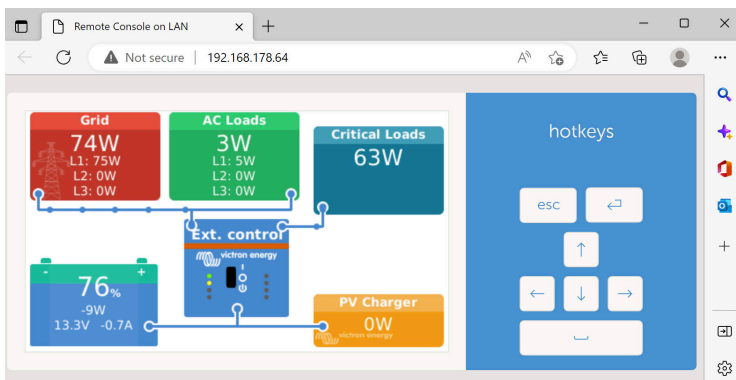 Remote Console on LAN
Not secure
192.168.178.64
hotkeys
Grid
74W
L1: 75W
L2: 0W
L3: 0W
AC Loads
3W
L1: 5W
L2: 0W
L3: 0W
Critical Loads
63W
Ext. control
victron energy
I
O
76%
-9W
13.3V -0.7A
PV Charger
0W
victron energy
esc